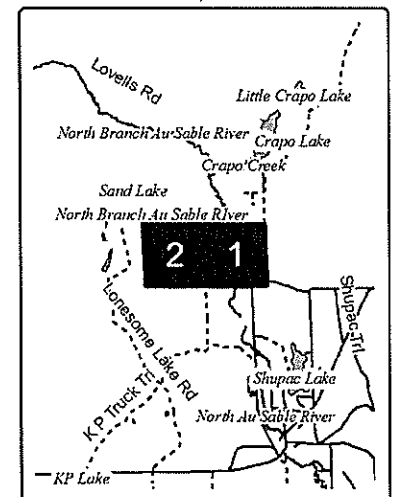 Lovells Rd
Little Crapo Lake
North Branch Au Sable River
Crapo Lake
Crapo Creek
Sand Lake
North Branch Au Sable River
2 1
Lonesome Lake Rd
Shupac Trl
K P Truck Trl
Shupac Lake
North Au Sable River
KP Lake